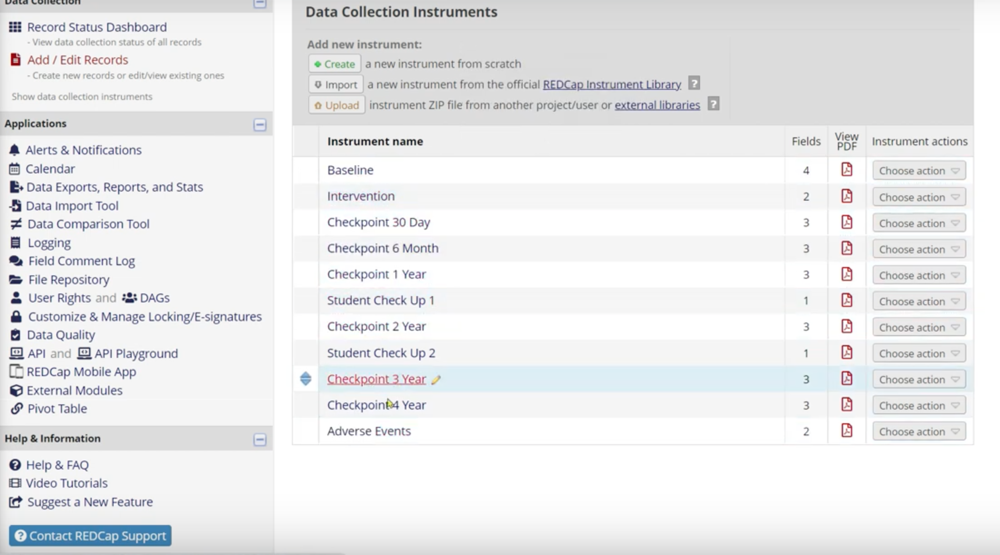 Data Collection
Record Status Dashboard
- View data collection status of all records
Add / Edit Records
- Create new records or edit/view existing ones
Show data collection instruments
Applications
Alerts & Notifications
Calendar
Data Exports, Reports, and Stats
Data Import Tool
Data Comparison Tool
Logging
Field Comment Log
File Repository
User Rights and DAGs
Customize & Manage Locking/E-signatures
Data Quality
API and API Playground
REDCap Mobile App
External Modules
Pivot Table
Help & Information
Help & FAQ
Video Tutorials
Suggest a New Feature
Contact REDCap Support
Data Collection Instruments
Add new instrument:
Create a new instrument from scratch
Import a new instrument from the official REDCap Instrument Library ?
Upload instrument ZIP file from another project/user or external libraries ?
Instrument name Fields View PDF Instrument actions
Baseline 4 Choose action
Intervention 2 Choose action
Checkpoint 30 Day 3 Choose action
Checkpoint 6 Month 3 Choose action
Checkpoint 1 Year 3 Choose action
Student Check Up 1 1 Choose action
Checkpoint 2 Year 3 Choose action
Student Check Up 2 1 Choose action
Checkpoint 3 Year 3 Choose action
Checkpoint 4 Year 3 Choose action
Adverse Events 2 Choose action